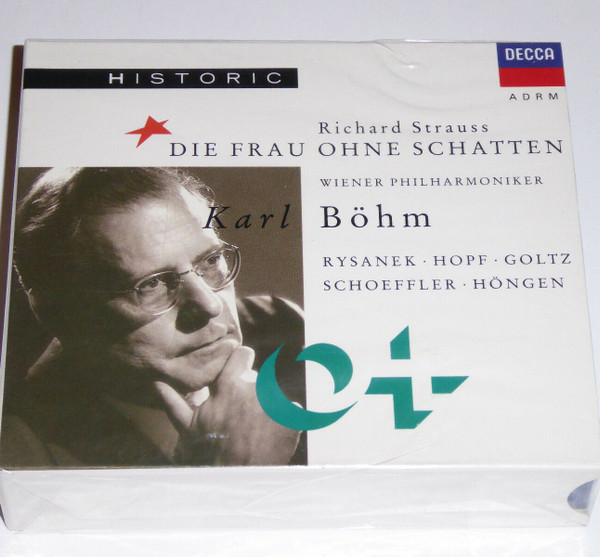 HISTORIC
DECCA
ADRM
Richard Strauss
DIE FRAU OHNE SCHATTEN
WIENER PHILHARMONIKER
Karl Böhm
RYSANEK · HOPF · GOLTZ
SCHOEFFLER · HÖNGEN